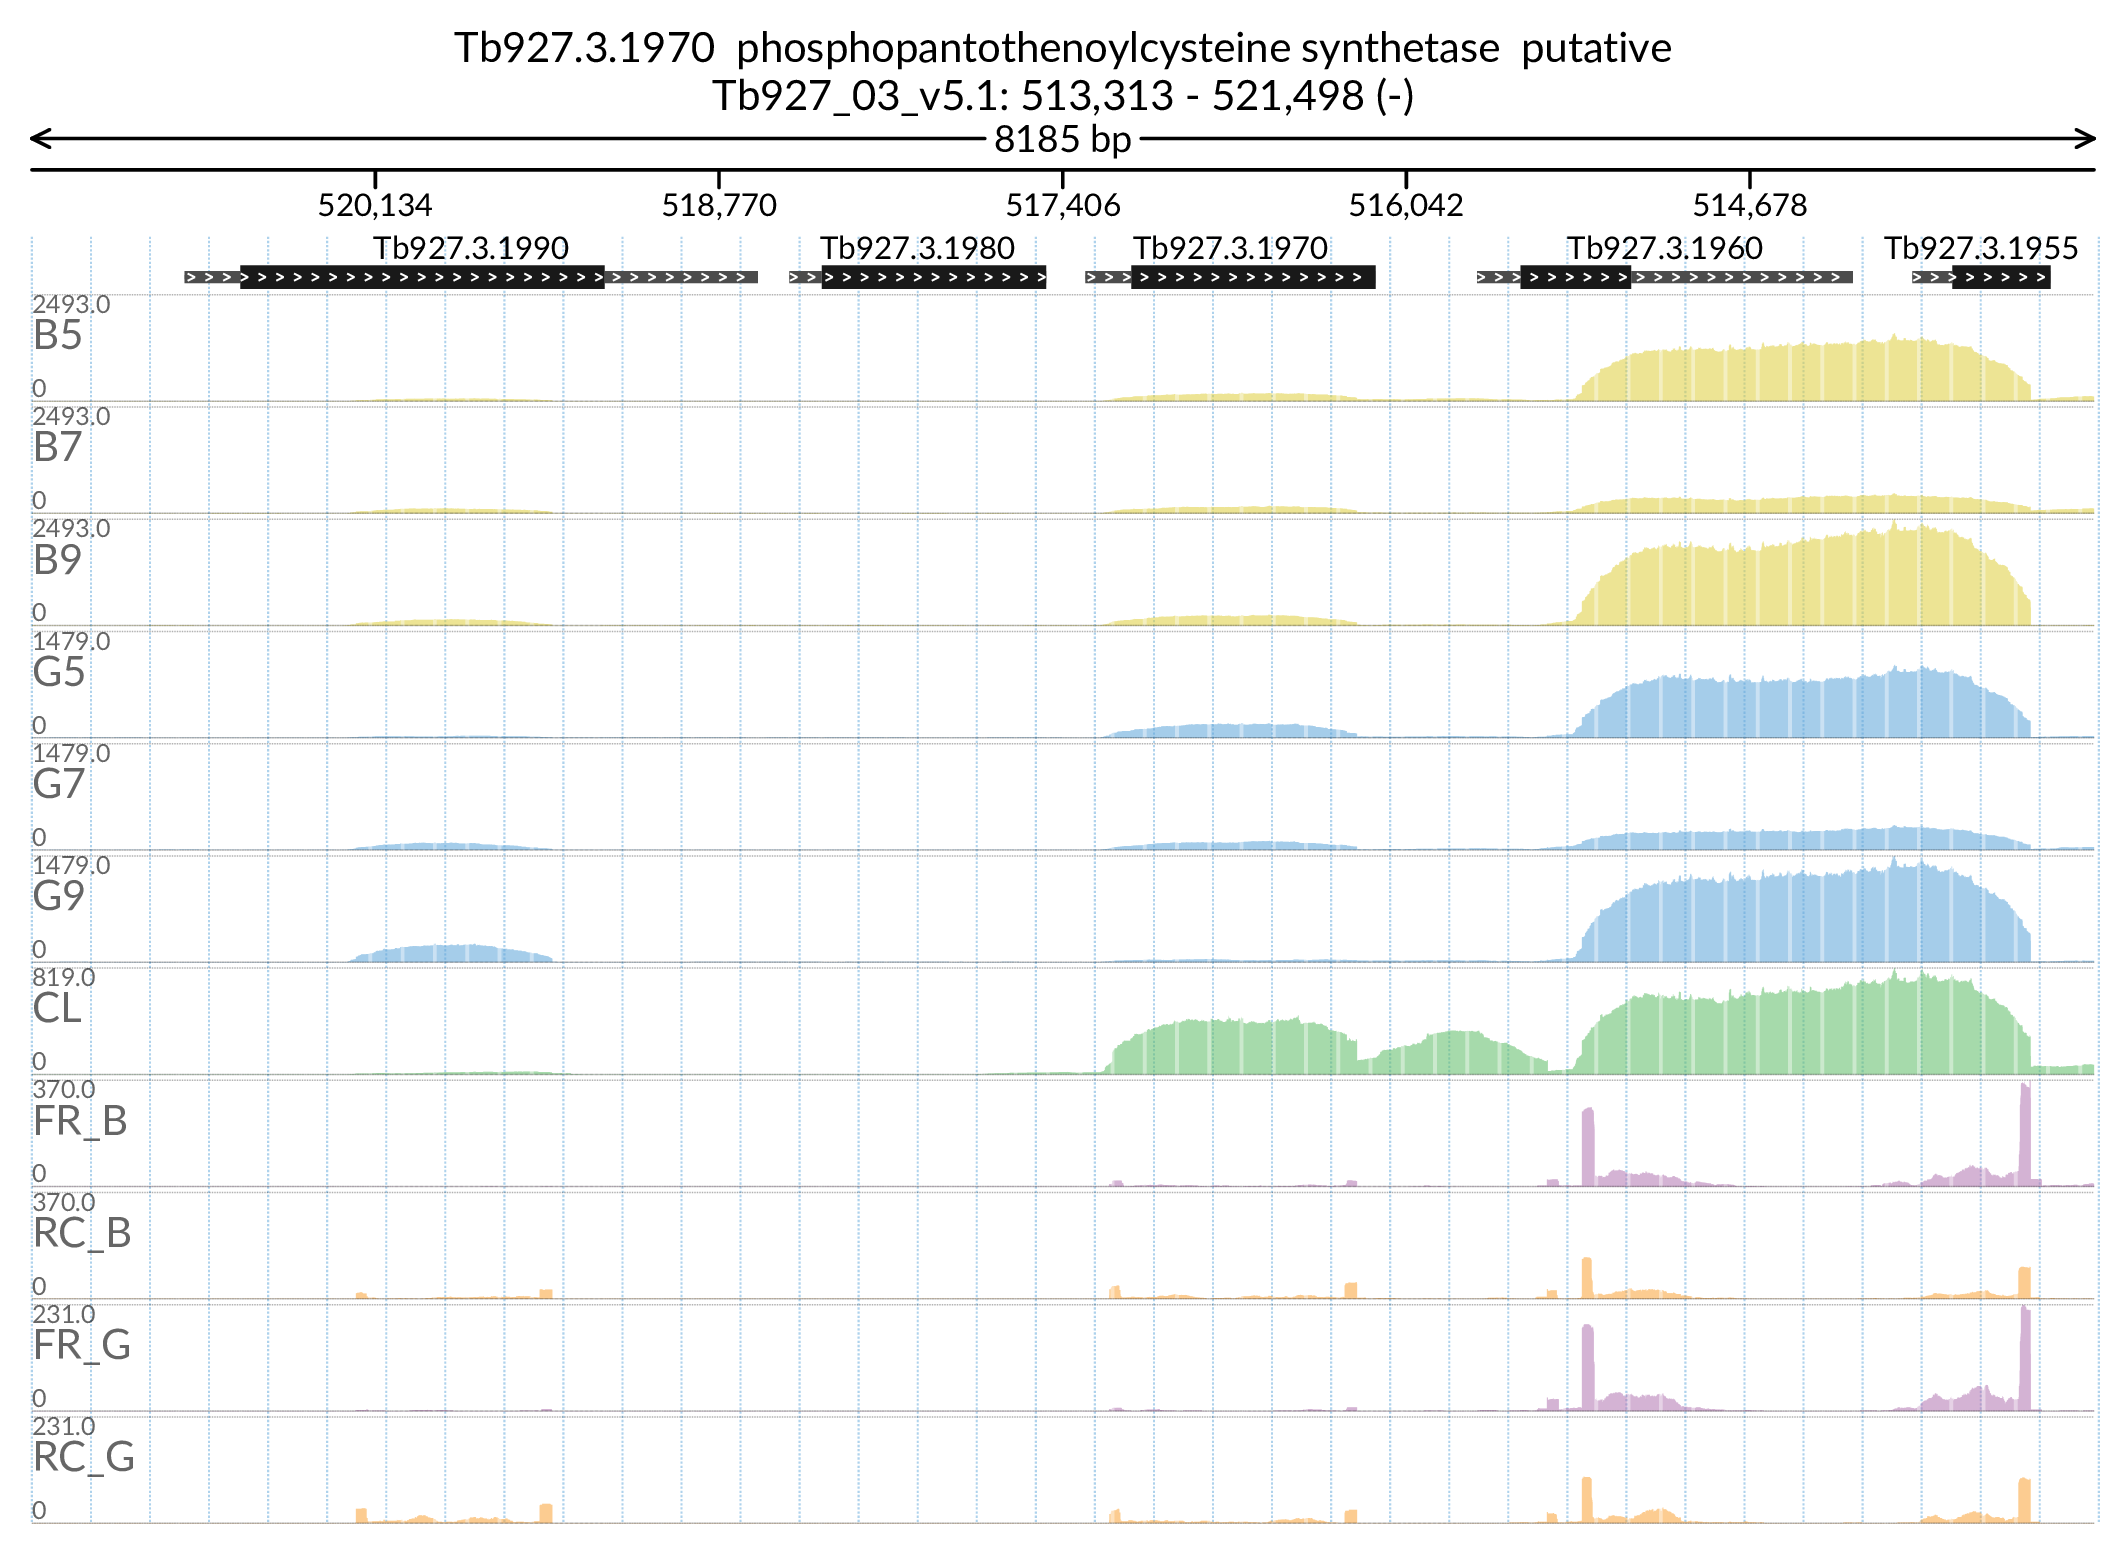 Tb927.3.1970  phosphopantothenoylcysteine synthetase  putative
Tb927_03_v5.1: 513,313 - 521,498 (-)
8185 bp
520,134 518,770 517,406 516,042 514,678
Tb927.3.1990 Tb927.3.1980 Tb927.3.1970 Tb927.3.1960 Tb927.3.1955
2493.0
B5
0
2493.0
B7
0
2493.0
B9
0
1479.0
G5
0
1479.0
G7
0
1479.0
G9
0
819.0
CL
0
370.0
FR_B
0
370.0
RC_B
0
231.0
FR_G
0
231.0
RC_G
0